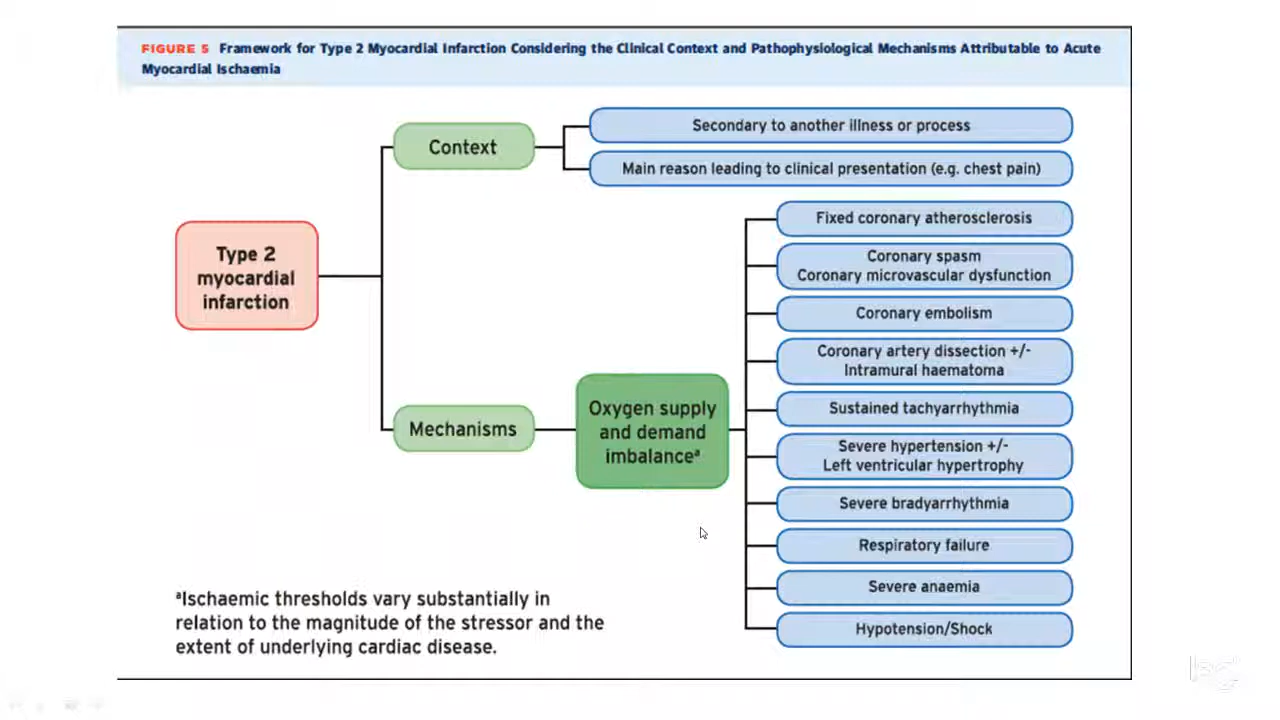 FIGURE 5 Framework for Type 2 Myocardial Infarction Considering the Clinical Context and Pathophysiological Mechanisms Attributable to Acute
Myocardial Ischaemia
Context
Secondary to another illness or process
Main reason leading to clinical presentation (e.g. chest pain)
Type 2
myocardial
infarction
Mechanisms
Oxygen supply
and demand
imbalanceᵃ
Fixed coronary atherosclerosis
Coronary spasm
Coronary microvascular dysfunction
Coronary embolism
Coronary artery dissection +/-
Intramural haematoma
Sustained tachyarrhythmia
Severe hypertension +/-
Left ventricular hypertrophy
Severe bradyarrhythmia
Respiratory failure
Severe anaemia
Hypotension/Shock
ᵃIschaemic thresholds vary substantially in
relation to the magnitude of the stressor and the
extent of underlying cardiac disease.